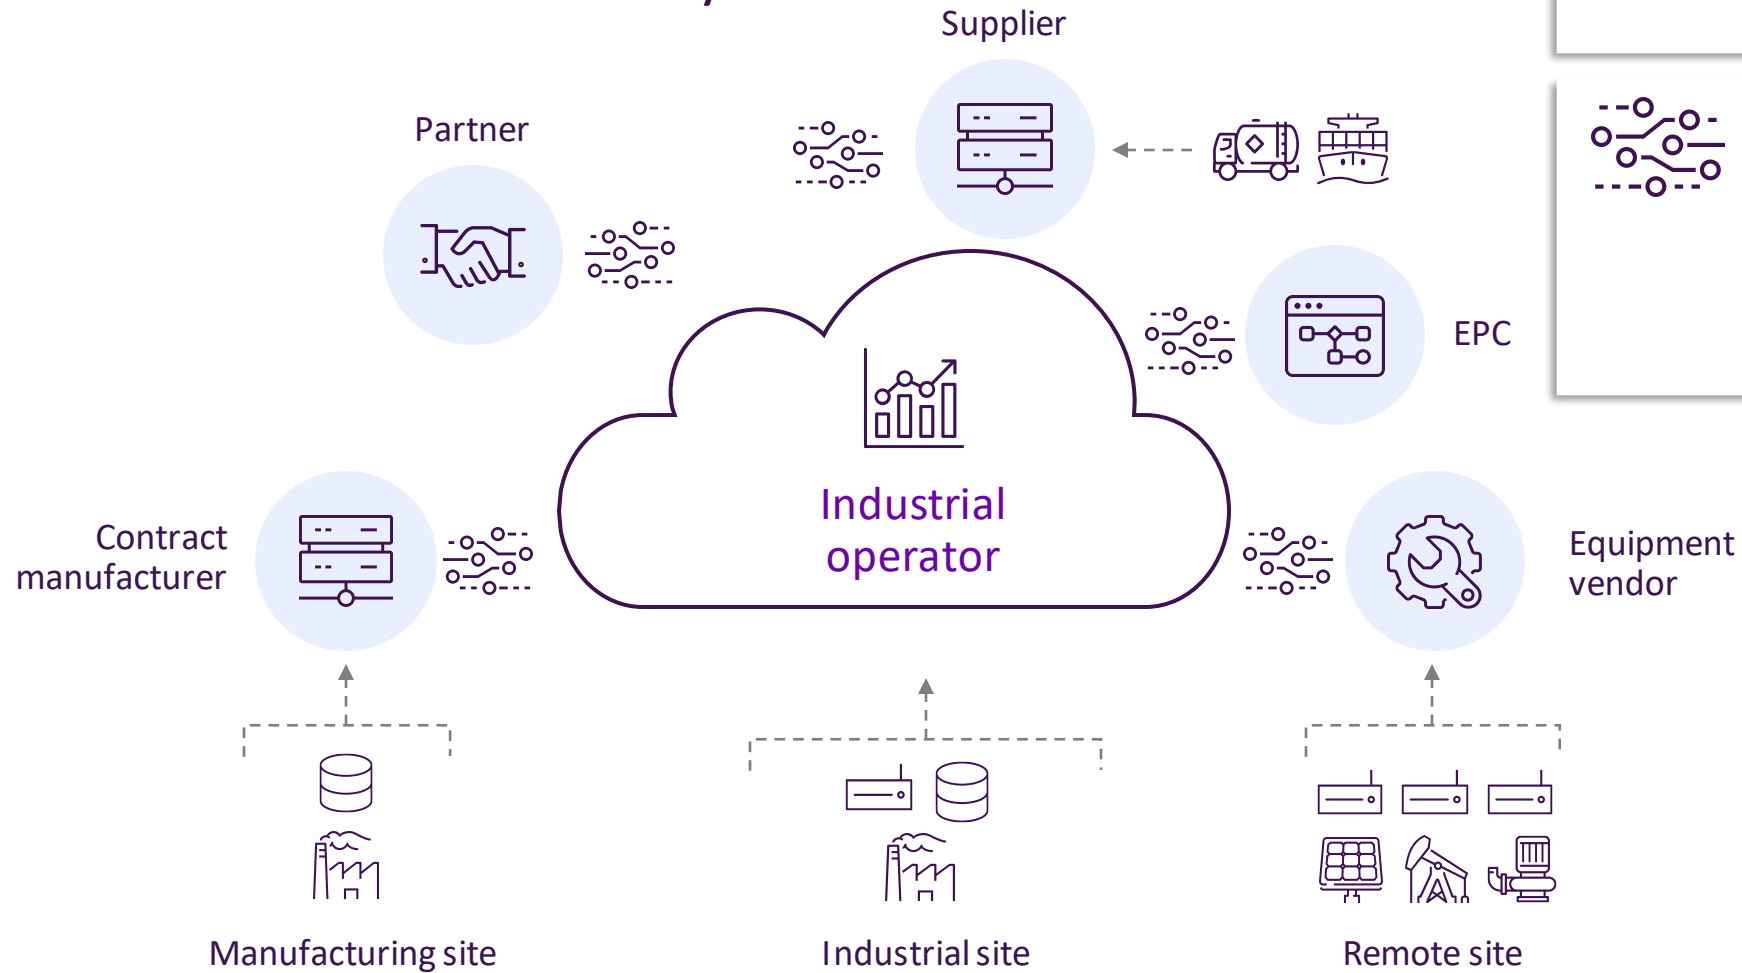 Supplier
Partner
EPC
Industrial
operator
Contract
manufacturer
Equipment
vendor
Manufacturing site
Industrial site
Remote site